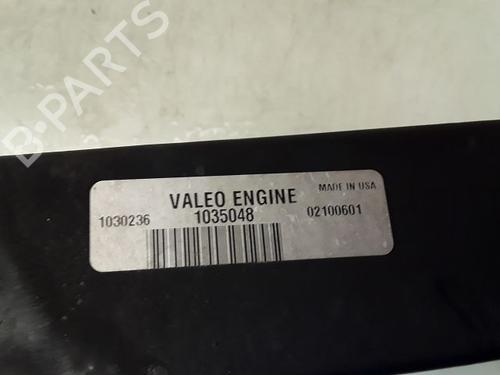 B-PARTS
VALEO ENGINE
MADE IN USA
1030236
1035048
02100601